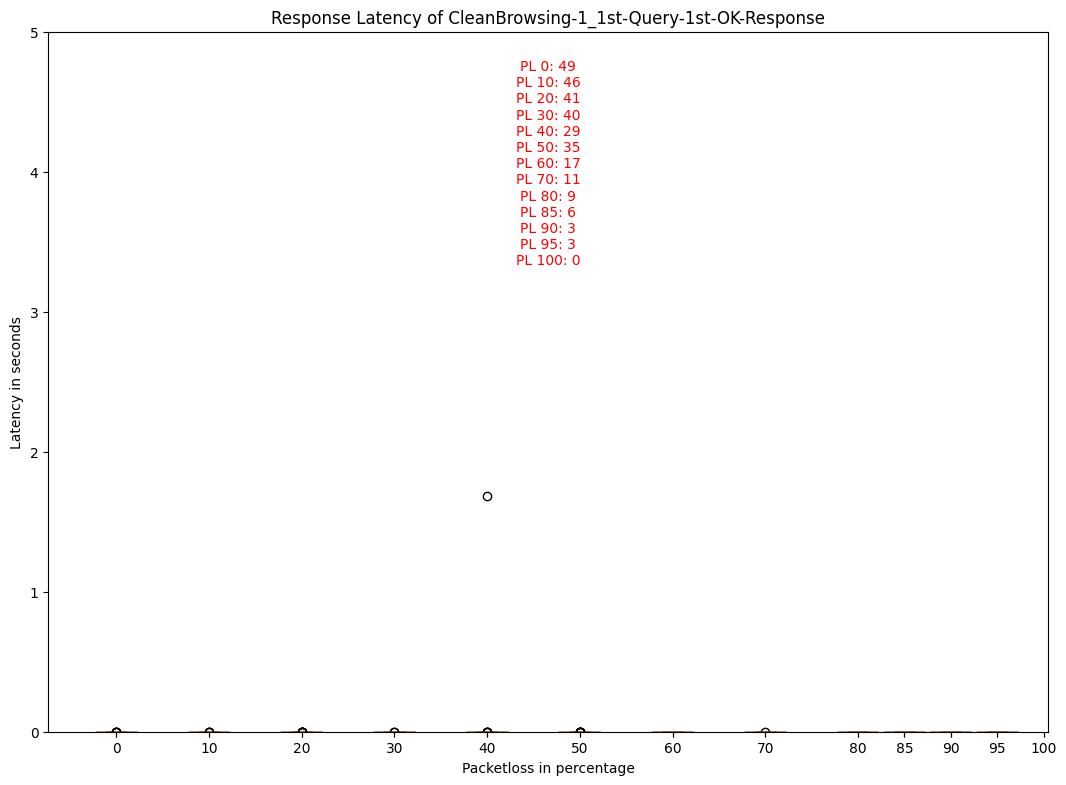 Response Latency of CleanBrowsing-1_1st-Query-1st-OK-Response
5
PL 0: 49
PL 10: 46
PL 20: 41
PL 30: 40
PL 40: 29
PL 50: 35
PL 60: 17
PL 70: 11
PL 80: 9
PL 85: 6
PL 90: 3
PL 95: 3
PL 100: 0
4
3
2
1
0
Latency in seconds
0 10 20 30 40 50 60 70 80 85 90 95 100
Packetloss in percentage